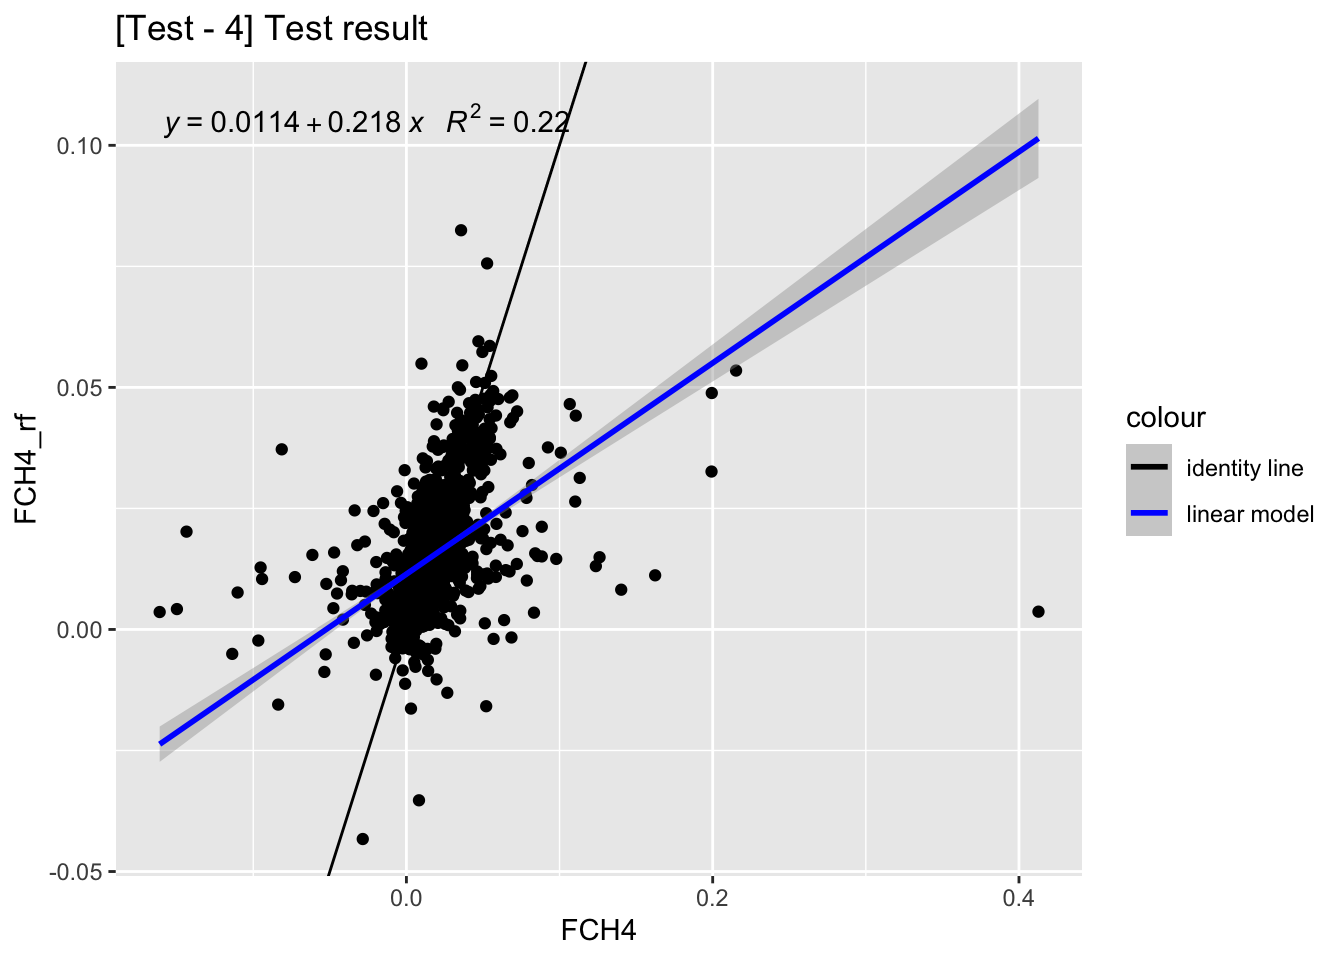 [Test - 4] Test result
y = 0.0114 + 0.218 x R² = 0.22
0.10
0.05
0.00
-0.05
FCH4_rf
0.0 0.2 0.4
FCH4
colour
identity line
linear model